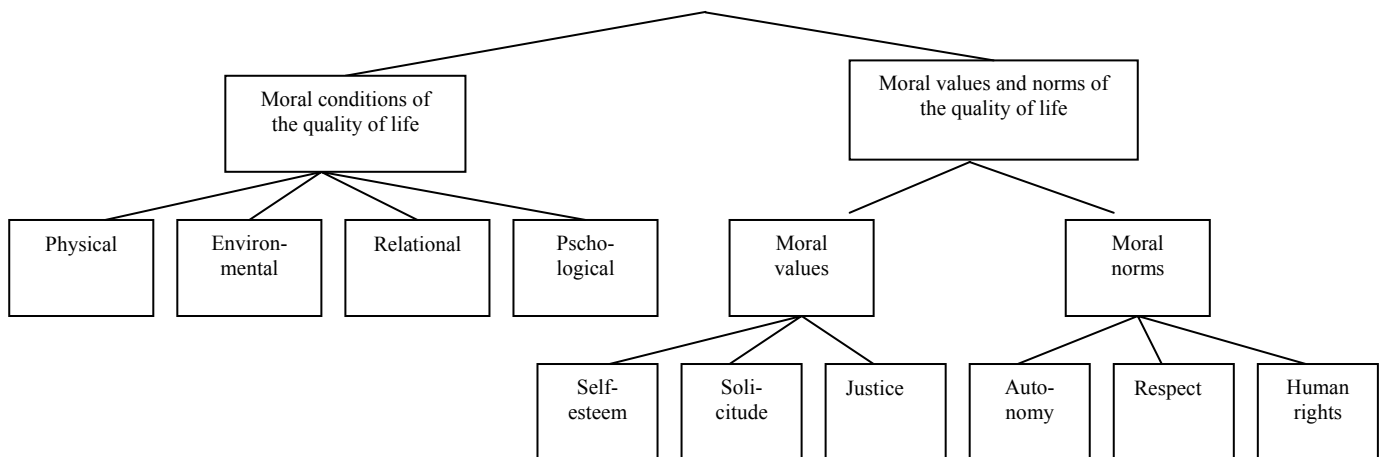 Moral conditions of
the quality of life
Moral values and norms of
the quality of life
Physical
Environ-
mental
Relational
Pscho-
logical
Moral
values
Moral
norms
Self-
esteem
Soli-
citude
Justice
Auto-
nomy
Respect
Human
rights